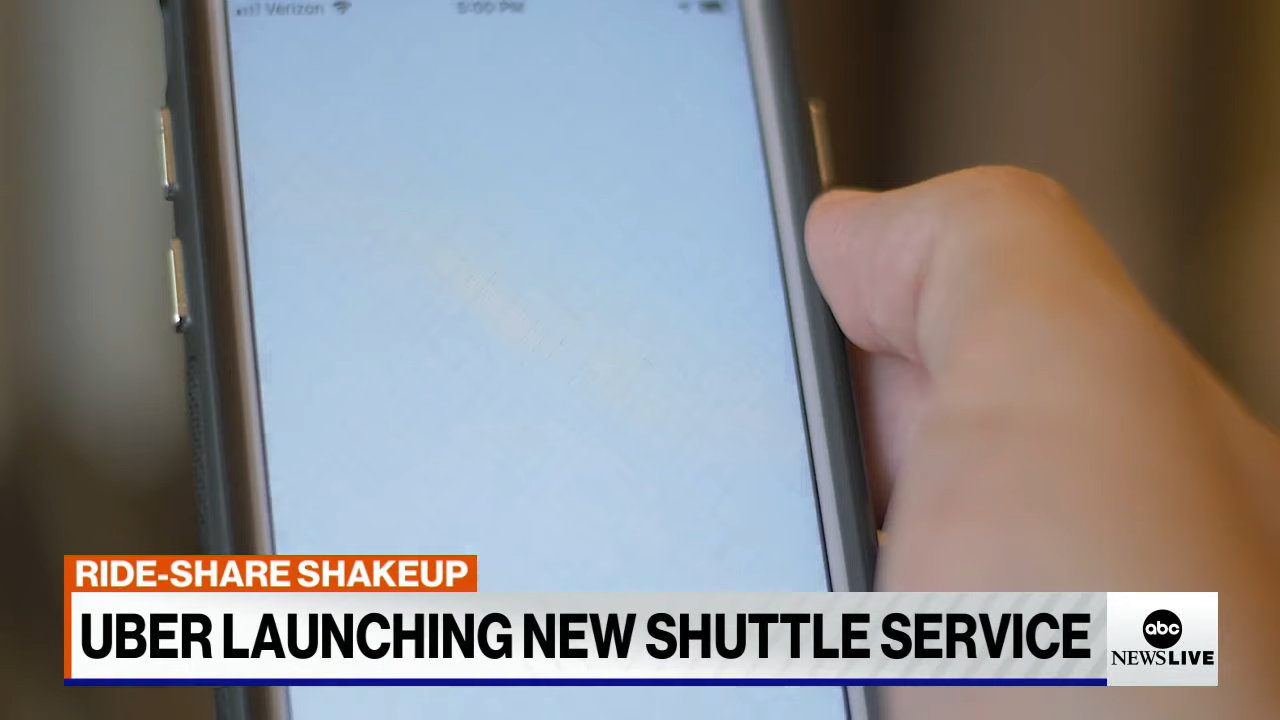 Verizon
5:00 PM
RIDE-SHARE SHAKEUP
UBER LAUNCHING NEW SHUTTLE SERVICE
abc
NEWS LIVE